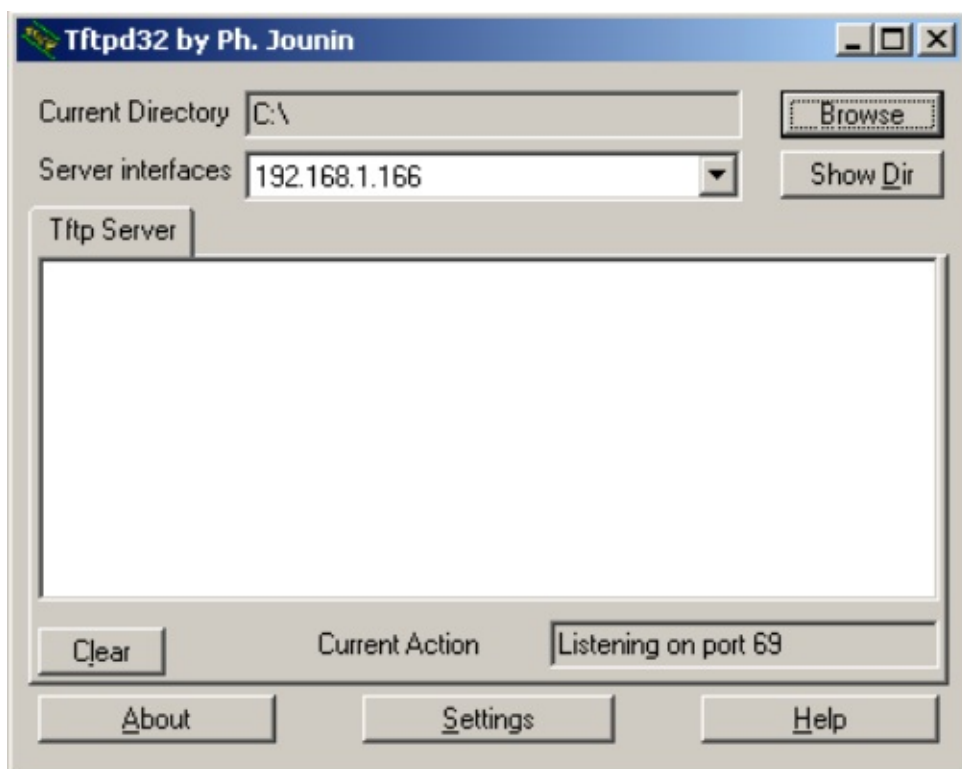 Tftpd32 by Ph. Jounin
Current Directory C:\ Browse
Server interfaces 192.168.1.166 Show Dir
Tftp Server
Clear Current Action Listening on port 69
About Settings Help